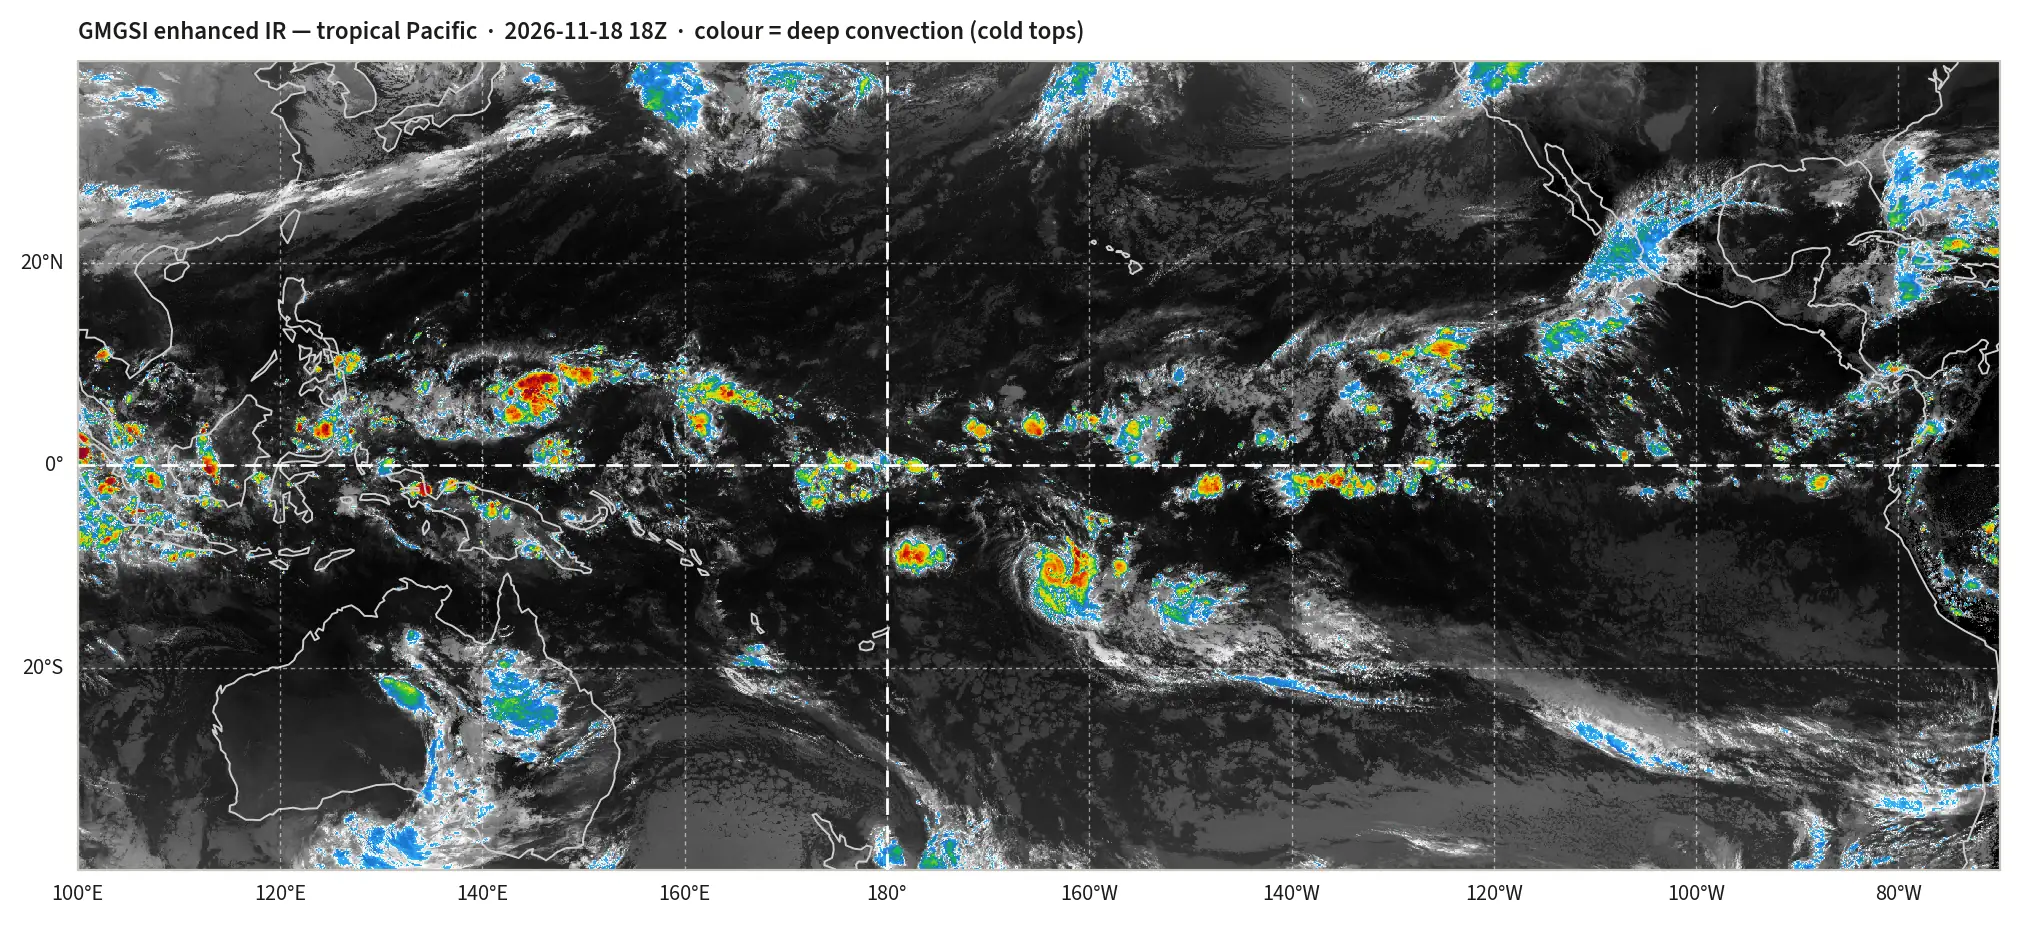 GMGSI enhanced IR — tropical Pacific · 2026-11-18 18Z · colour = deep convection (cold tops)
20°N
0°
20°S
100°E 120°E 140°E 160°E 180° 160°W 140°W 120°W 100°W 80°W